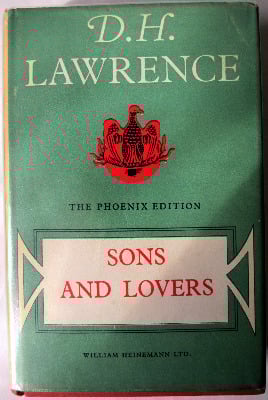 D.H.
LAWRENCE
THE PHOENIX EDITION
SONS
AND LOVERS
WILLIAM HEINEMANN LTD.